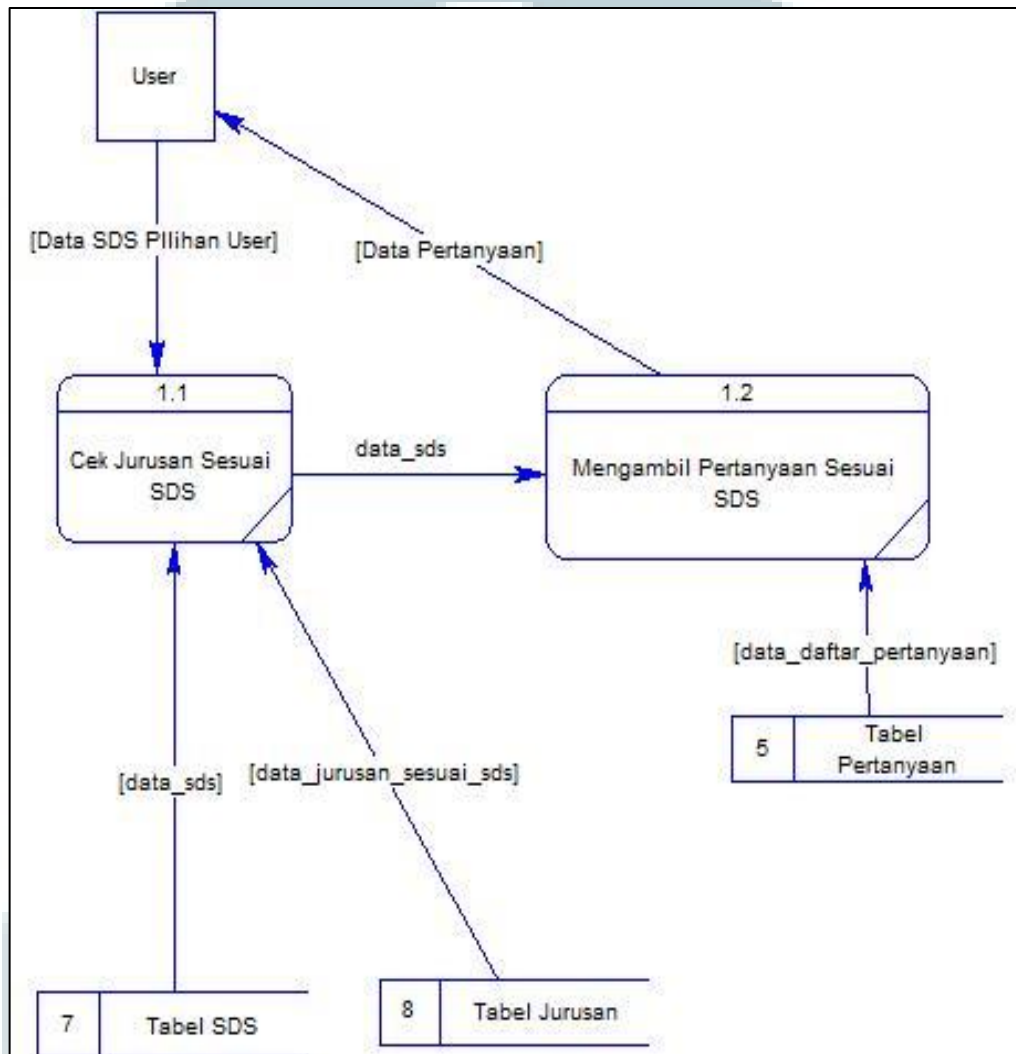 User
[Data SDS PIlihan User]
[Data Pertanyaan]
1.1
Cek Jurusan Sesuai
SDS
data_sds
1.2
Mengambil Pertanyaan Sesuai
SDS
[data_daftar_pertanyaan]
5
Tabel
Pertanyaan
[data_sds]
[data_jurusan_sesuai_sds]
7
Tabel SDS
8
Tabel Jurusan